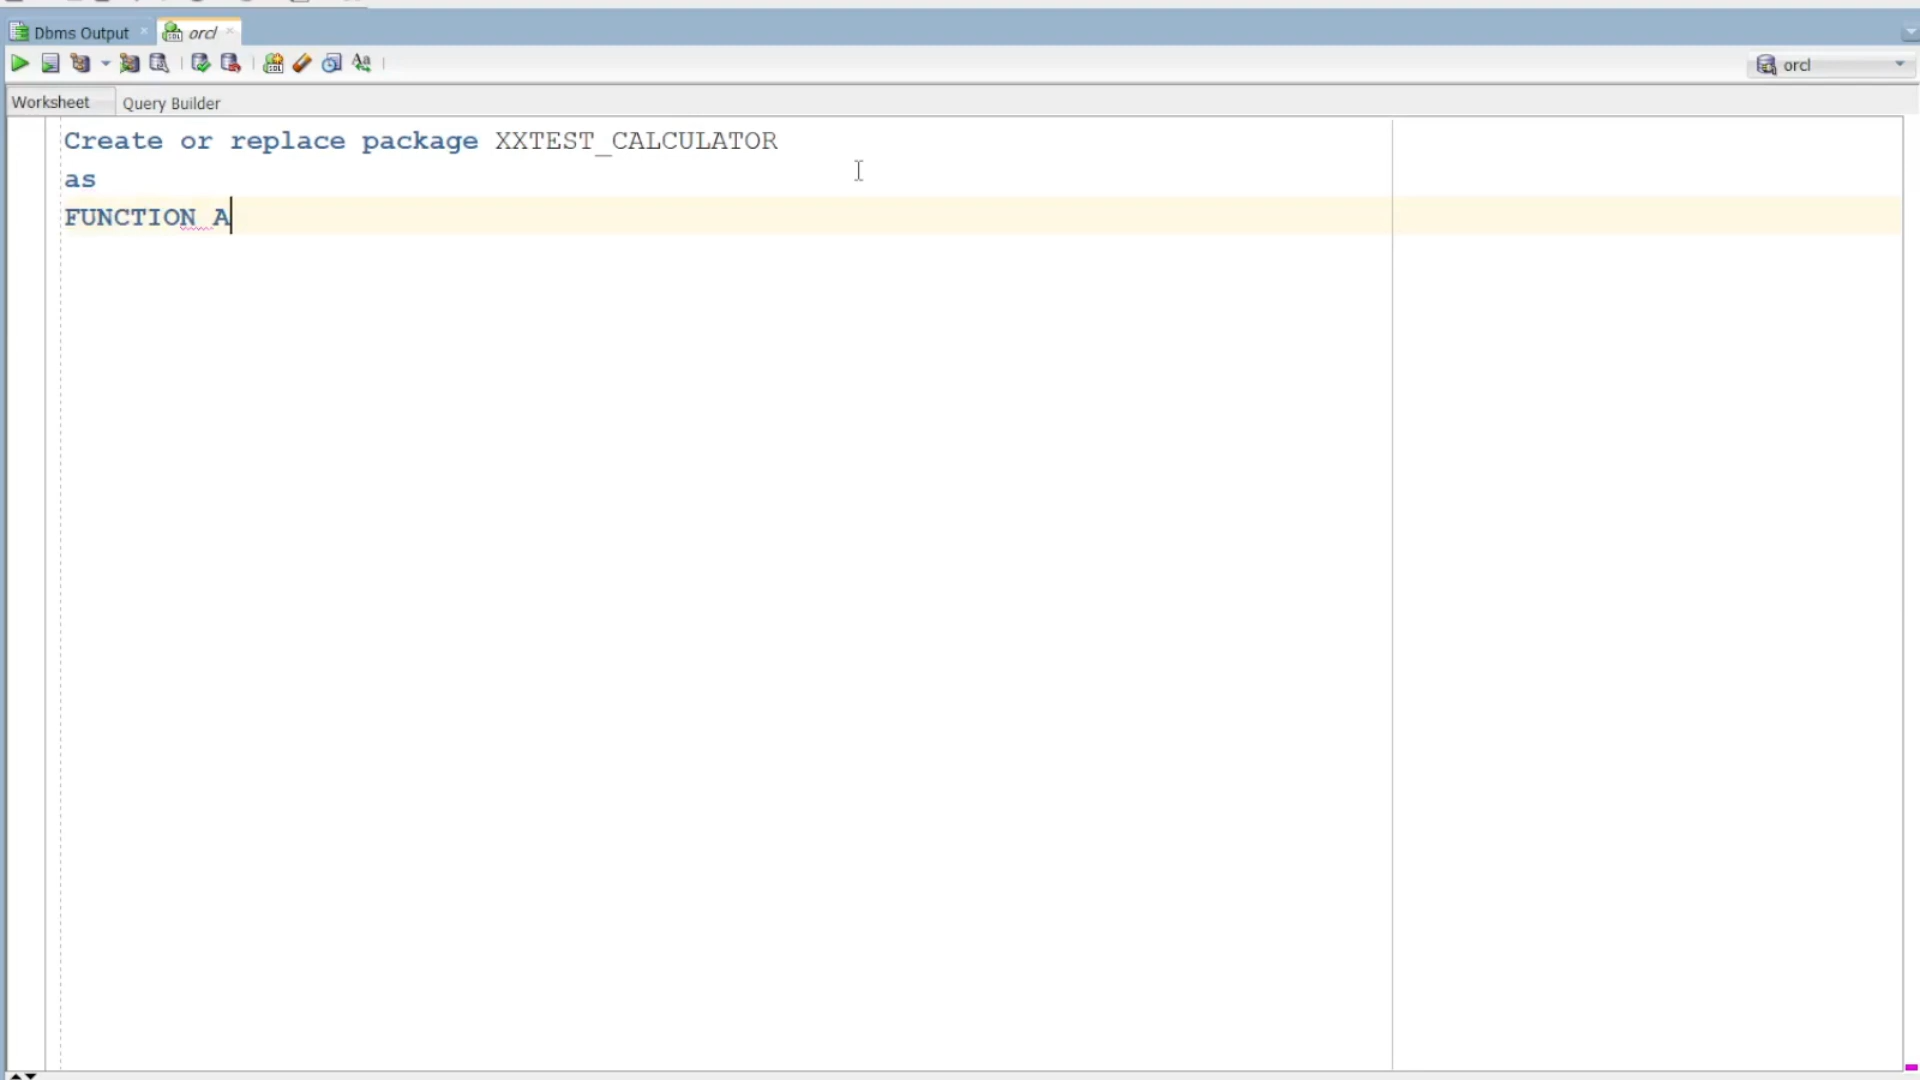 Dbms Output
orcl
orcl
Worksheet
Query Builder
Create or replace package XXTEST_CALCULATOR
as
FUNCTION A